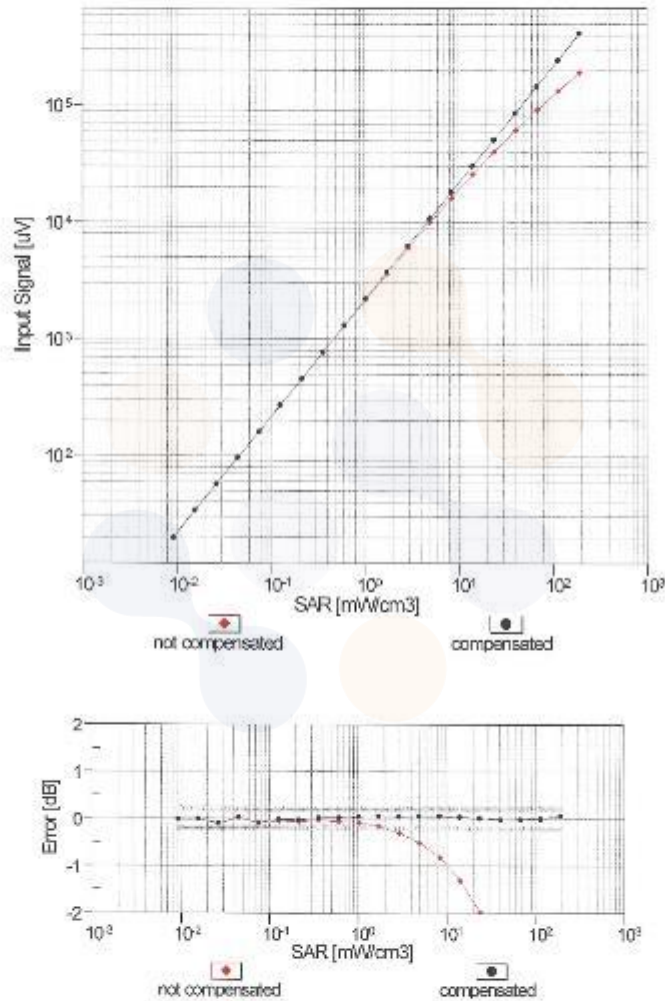 10⁵
10⁴
10³
10²
Input Signal [uV]
10⁻³ 10⁻² 10⁻¹ 10⁰ 10¹ 10² 10³
SAR [mW/cm3]
not compensated compensated
2
1
0
-1
-2
Error [dB]
10⁻³ 10⁻² 10⁻¹ 10⁰ 10¹ 10² 10³
SAR [mW/cm3]
not compensated compensated